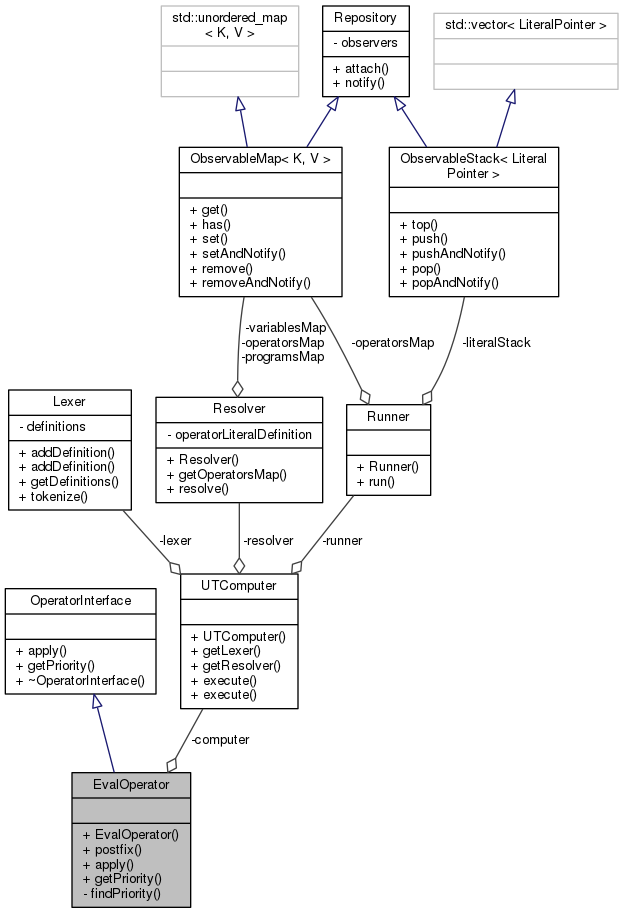 std::unordered_map
< K, V >
Repository
- observers
+ attach()
+ notify()
std::vector< LiteralPointer >
ObservableMap< K, V >
+ get()
+ has()
+ set()
+ setAndNotify()
+ remove()
+ removeAndNotify()
ObservableStack< Literal
Pointer >
+ top()
+ push()
+ pushAndNotify()
+ pop()
+ popAndNotify()
-variablesMap
-operatorsMap
-programsMap
-operatorsMap
-literalStack
Lexer
- definitions
+ addDefinition()
+ addDefinition()
+ getDefinitions()
+ tokenize()
Resolver
- operatorLiteralDefinition
+ Resolver()
+ getOperatorsMap()
+ resolve()
Runner
+ Runner()
+ run()
-lexer
-resolver
-runner
OperatorInterface
+ apply()
+ getPriority()
+ ~OperatorInterface()
UTComputer
+ UTComputer()
+ getLexer()
+ getResolver()
+ execute()
+ execute()
-computer
EvalOperator
+ EvalOperator()
+ postfix()
+ apply()
+ getPriority()
- findPriority()